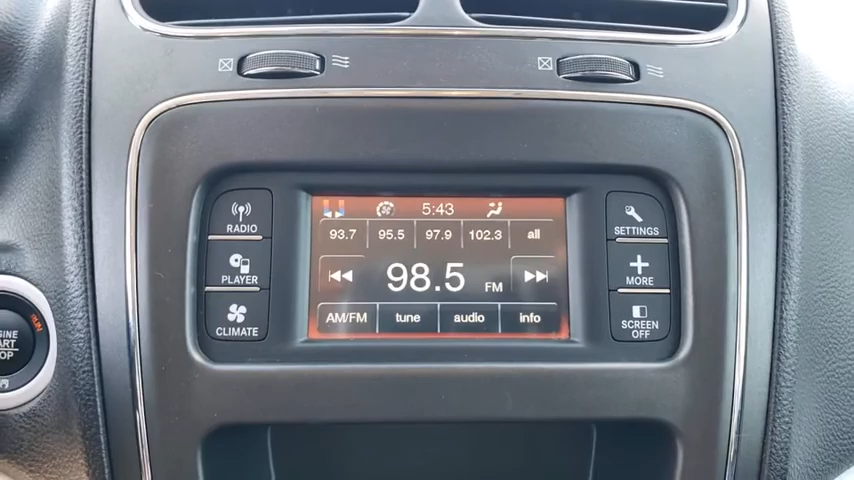 5:43
RADIO
93.7 95.5 97.9 102.3 all
SETTINGS
PLAYER
98.5 FM
MORE
CLIMATE
AM/FM tune audio info
SCREEN
OFF
RUN